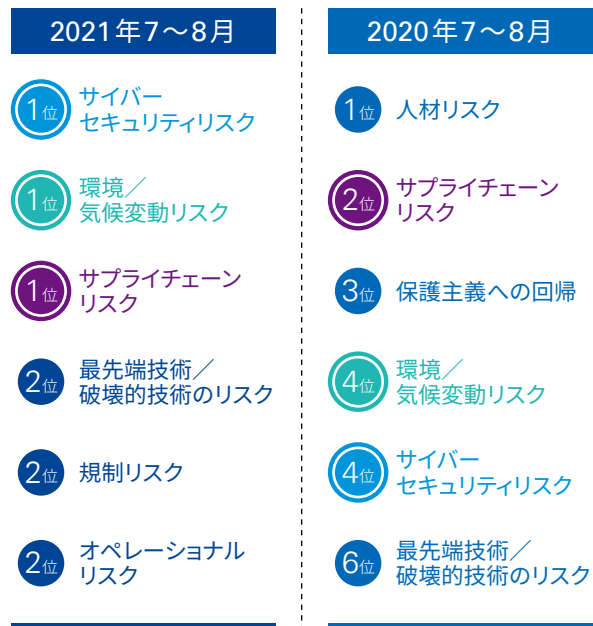 2021年7～8月
1位 サイバー
セキュリティリスク
1位 環境／
気候変動リスク
1位 サプライチェーン
リスク
2位 最先端技術／
破壊的技術のリスク
2位 規制リスク
2位 オペレーショナル
リスク
2020年7～8月
1位 人材リスク
2位 サプライチェーン
リスク
3位 保護主義への回帰
4位 環境／
気候変動リスク
4位 サイバー
セキュリティリスク
6位 最先端技術／
破壊的技術のリスク